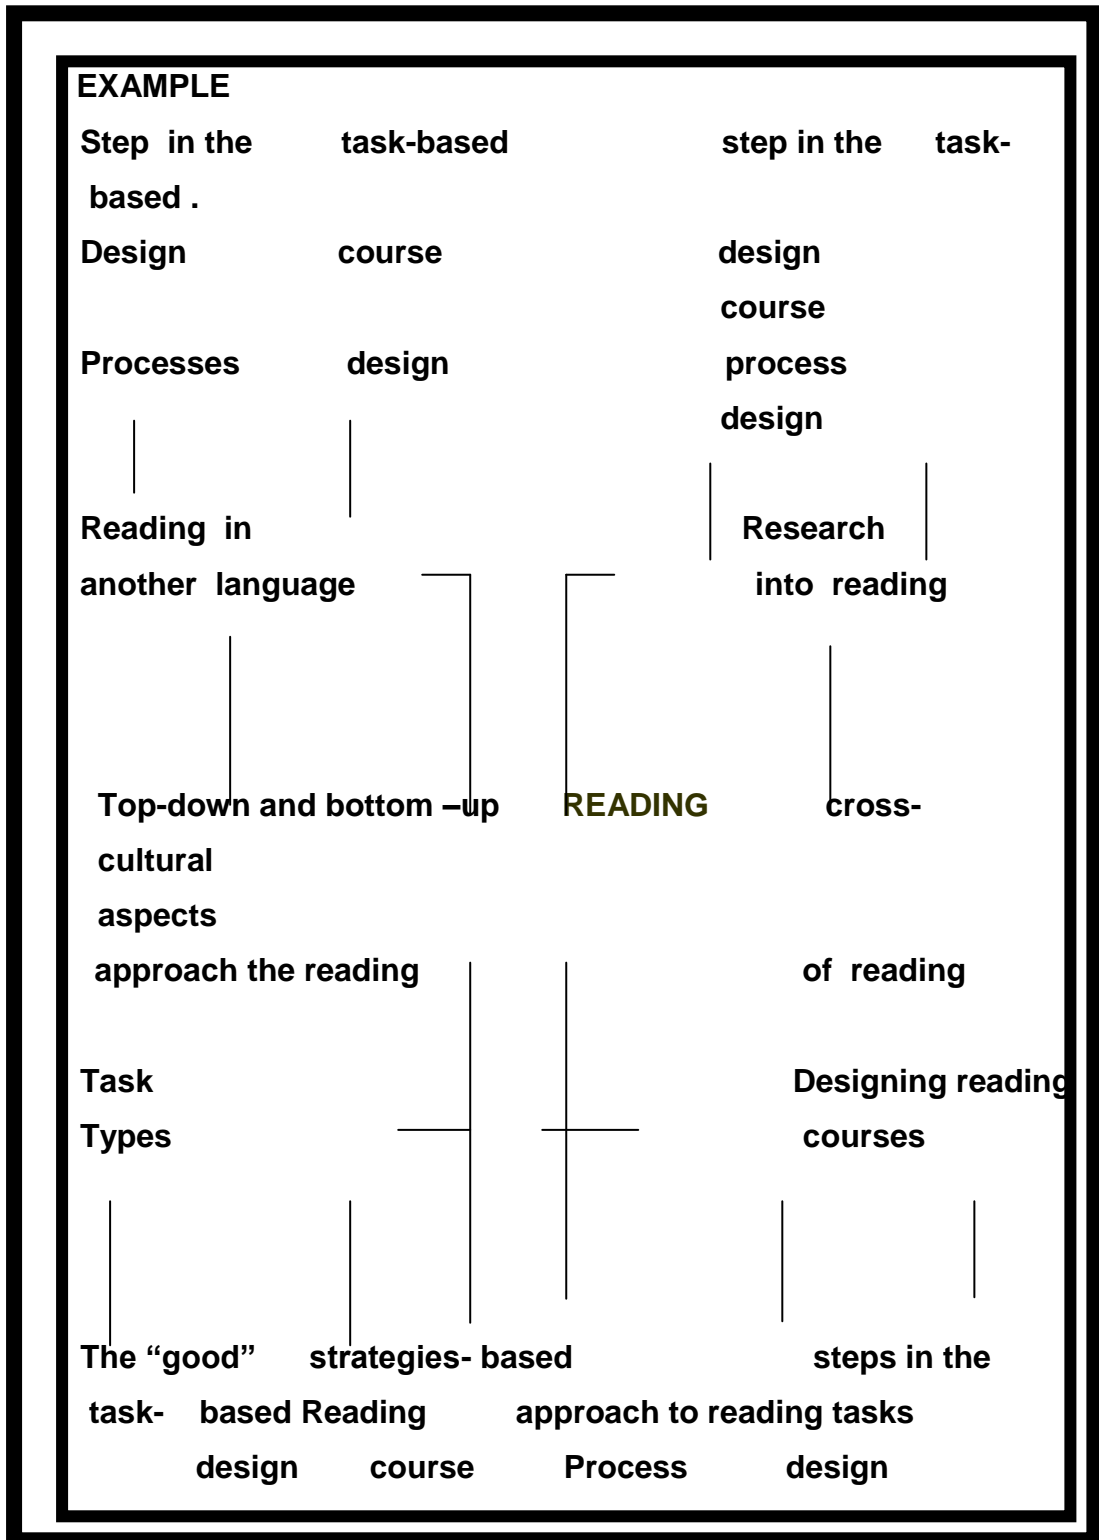 EXAMPLE
Step in the task-based step in the task-
based .
Design course design
course
Processes design process
design
Reading in Research
another language into reading
Top-down and bottom –up READING cross-
cultural
aspects
approach the reading of reading
Task Designing reading
Types courses
The “good” strategies- based steps in the
task- based Reading approach to reading tasks
design course Process design